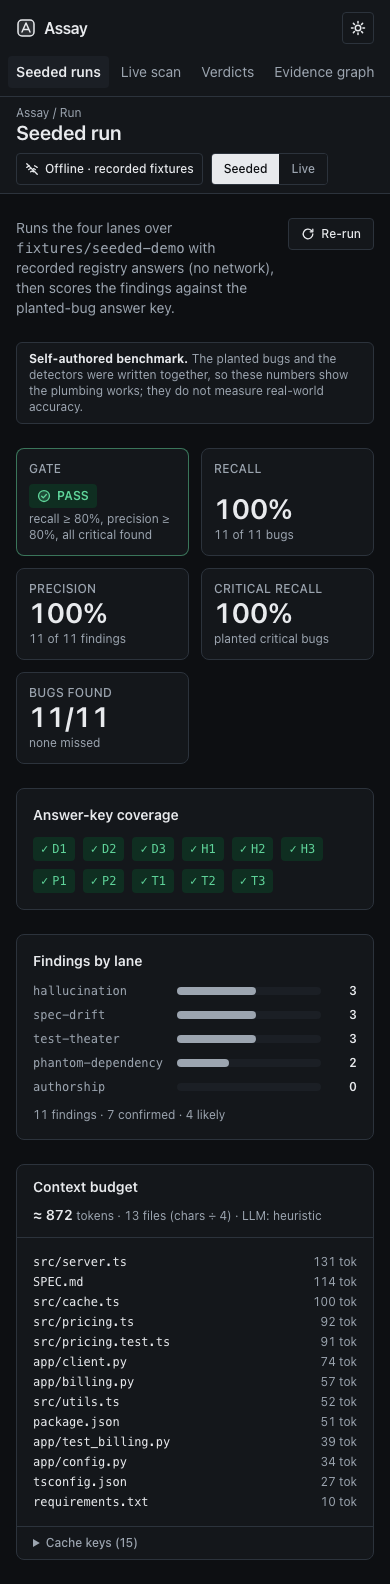 Assay
Seeded runs Live scan Verdicts Evidence graph
Assay / Run
Seeded run
Offline · recorded fixtures Seeded Live
Runs the four lanes over
fixtures/seeded-demo with
recorded registry answers (no network),
then scores the findings against the
planted-bug answer key.
Re-run
Self-authored benchmark. The planted bugs and the
detectors were written together, so these numbers show
the plumbing works; they do not measure real-world
accuracy.
GATE
PASS
recall ≥ 80%, precision ≥
80%, all critical found
RECALL
100%
11 of 11 bugs
PRECISION
100%
11 of 11 findings
CRITICAL RECALL
100%
planted critical bugs
BUGS FOUND
11/11
none missed
Answer-key coverage
✓ D1 ✓ D2 ✓ D3 ✓ H1 ✓ H2 ✓ H3
✓ P1 ✓ P2 ✓ T1 ✓ T2 ✓ T3
Findings by lane
hallucination 3
spec-drift 3
test-theater 3
phantom-dependency 2
authorship 0
11 findings · 7 confirmed · 4 likely
Context budget
≈ 872 tokens · 13 files (chars ÷ 4) · LLM: heuristic
src/server.ts 131 tok
SPEC.md 114 tok
src/cache.ts 100 tok
src/pricing.ts 92 tok
src/pricing.test.ts 91 tok
app/client.py 74 tok
app/billing.py 57 tok
src/utils.ts 52 tok
package.json 51 tok
app/test_billing.py 39 tok
app/config.py 34 tok
tsconfig.json 27 tok
requirements.txt 10 tok
Cache keys (15)